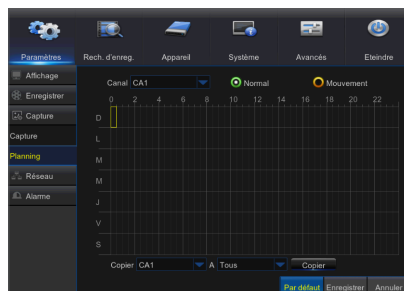 Paramètres Rech. d'enreg. Appareil Système Avancés Eteindre
Affichage
Enregistrer
Capture
Capture
Planning
Réseau
Alarme
Canal CA1 Normal Mouvement
0 2 4 6 8 10 12 14 16 18 20 22
D
L
M
M
J
V
S
Copier CA1 A Tous Copier
Par défaut Enregistrer Annuler